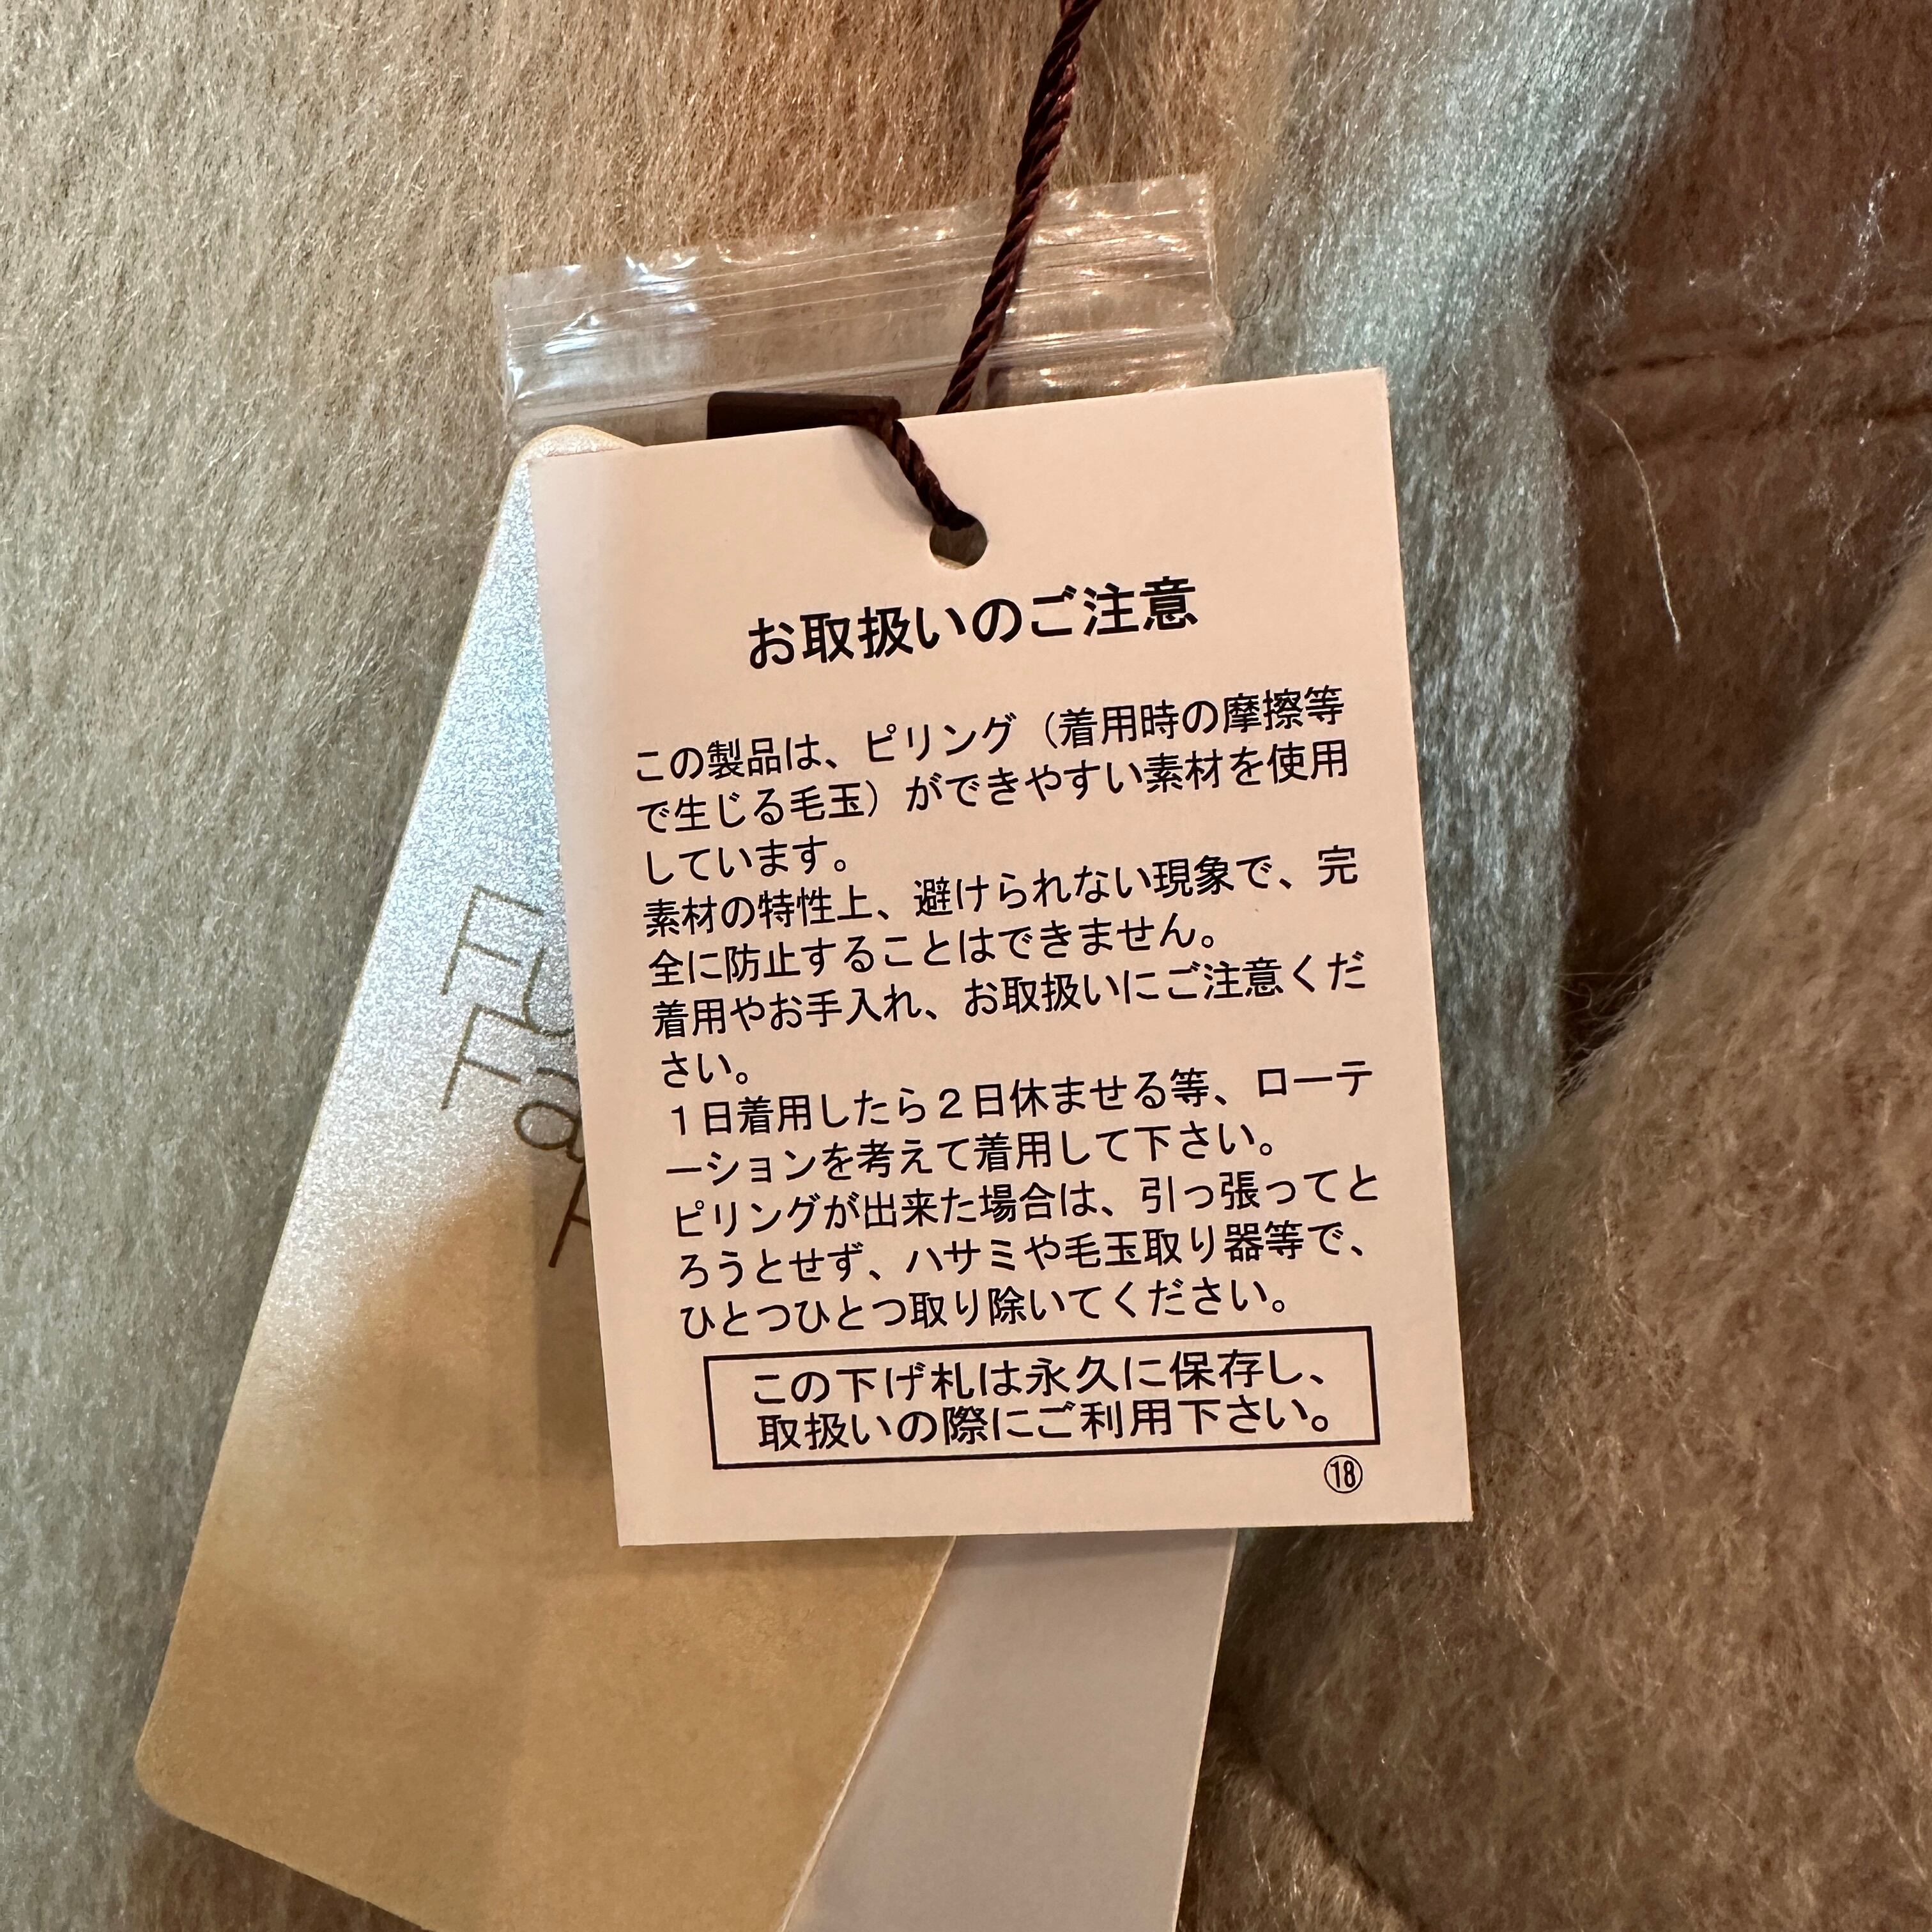 お取扱いのご注意
この製品は、ピリング（着用時の摩擦等
で生じる毛玉）ができやすい素材を使用
しています。
素材の特性上、避けられない現象で、完
全に防止することはできません。
着用やお手入れ、お取扱いにご注意くだ
さい。
１日着用したら２日休ませる等、ローテ
ーションを考えて着用して下さい。
ピリングが出来た場合は、引っ張ってと
ろうとせず、ハサミや毛玉取り器等で、
ひとつひとつ取り除いてください。
この下げ札は永久に保存し、
取扱いの際にご利用下さい。
⑱